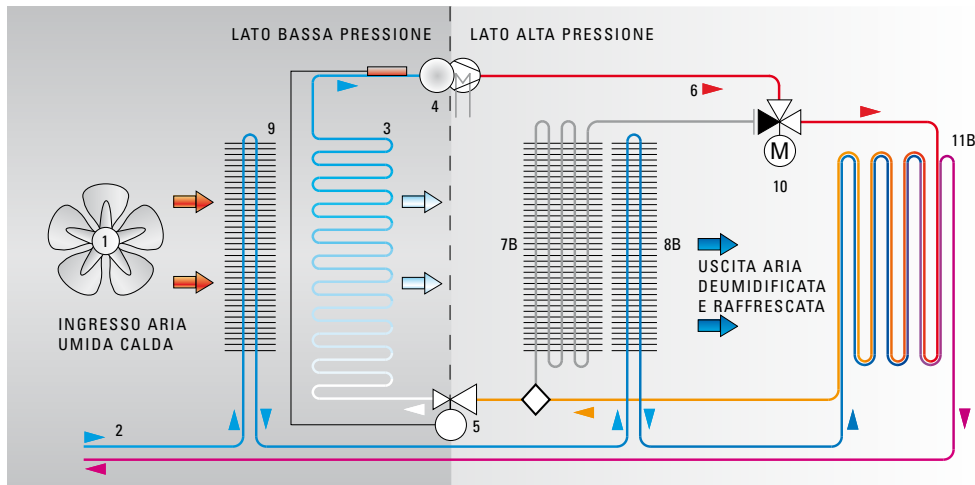 LATO BASSA PRESSIONE
LATO ALTA PRESSIONE
4
M
6
9
3
10
M
11B
1
7B
8B
USCITA ARIA
DEUMIDIFICATA
E RAFFRESCATA
INGRESSO ARIA
UMIDA CALDA
2
5